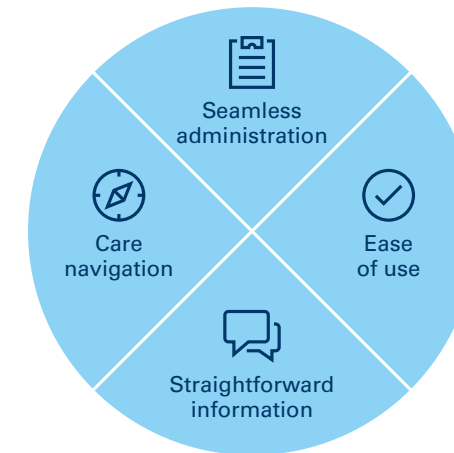 Seamless
administration
Care
navigation
Ease
of use
Straightforward
information